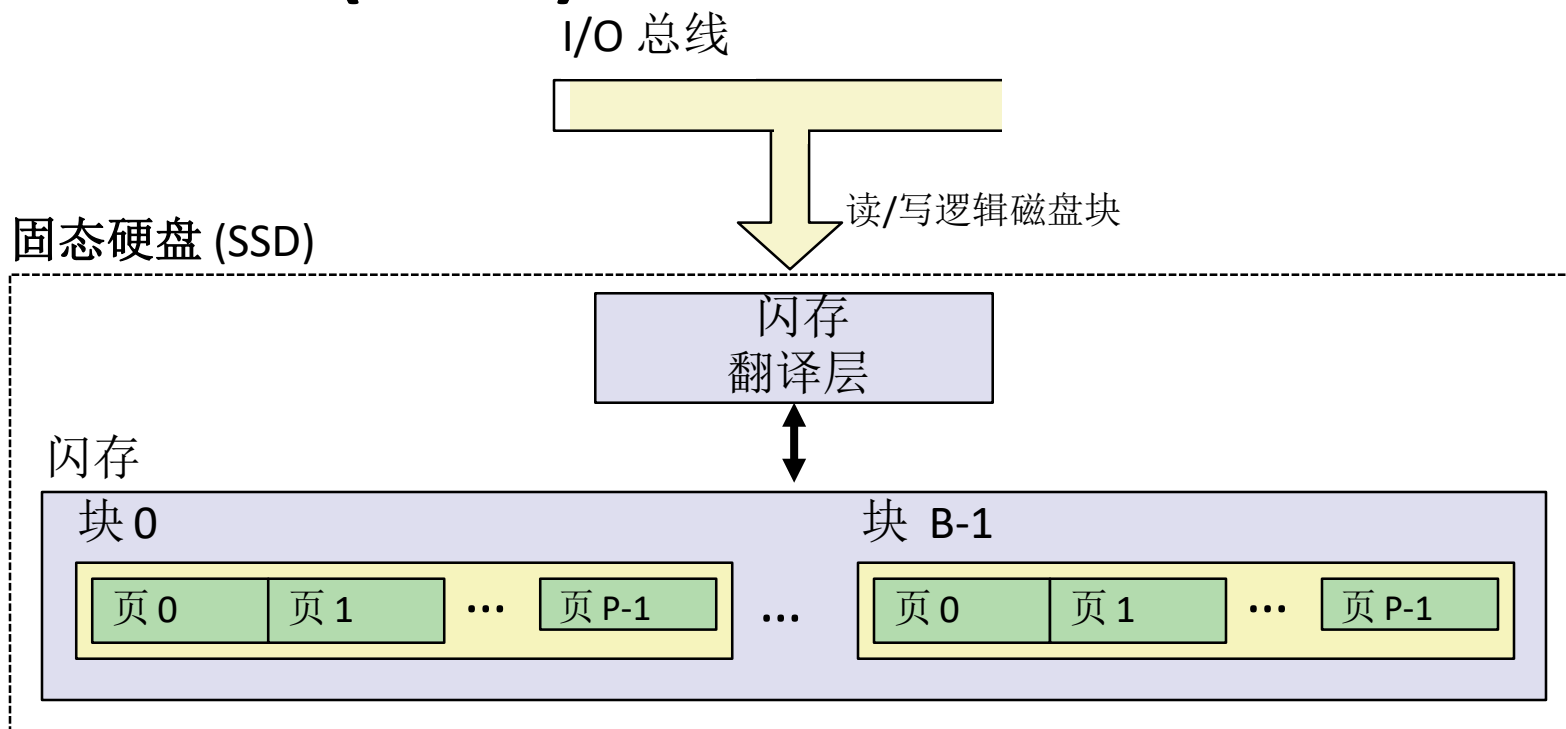 I/O 总线
读/写逻辑磁盘块
固态硬盘 (SSD)
闪存
翻译层
闪存
块 0 块 B-1
页 0 页 1 … 页 P-1 … 页 0 页 1 … 页 P-1